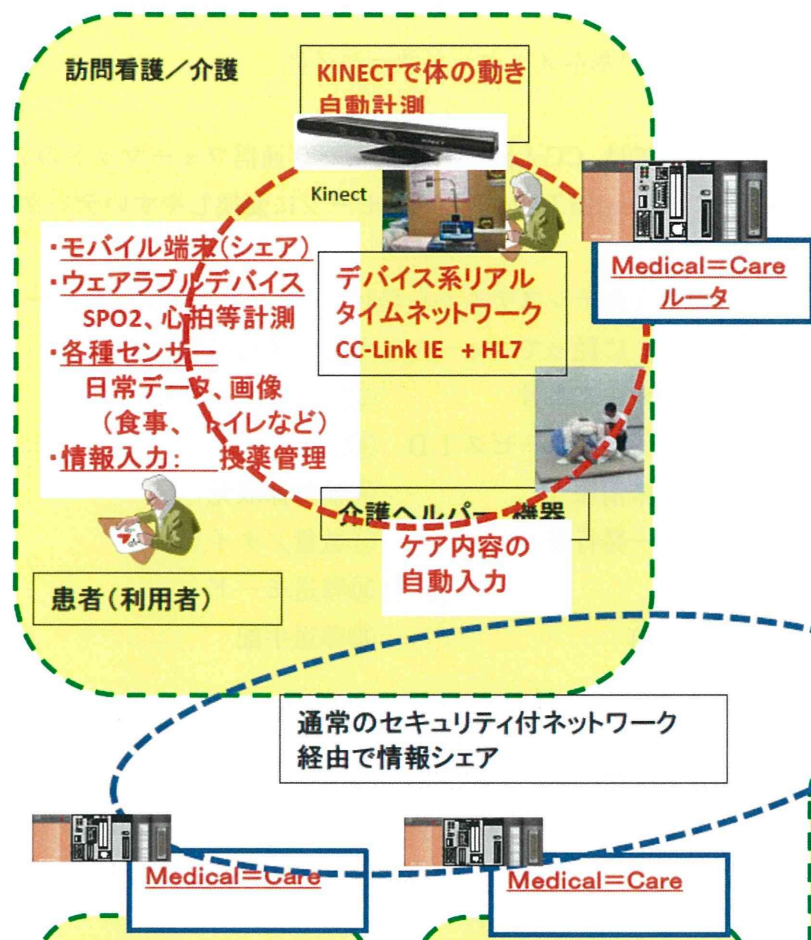 訪問看護／介護
KINECTで体の動き
自動計測
Kinect
・モバイル端末（シェア）
・ウェアラブルデバイス
SPO2、心拍等計測
・各種センサー
日常データ、画像
（食事、トイレなど）
・情報入力： 投薬管理
デバイス系リアル
タイムネットワーク
CC-Link IE + HL7
Medical＝Care
ルータ
介護ヘルパー 機器
ケア内容の
自動入力
患者（利用者）
通常のセキュリティ付ネットワーク
経由で情報シェア
Medical＝Care
Medical＝Care